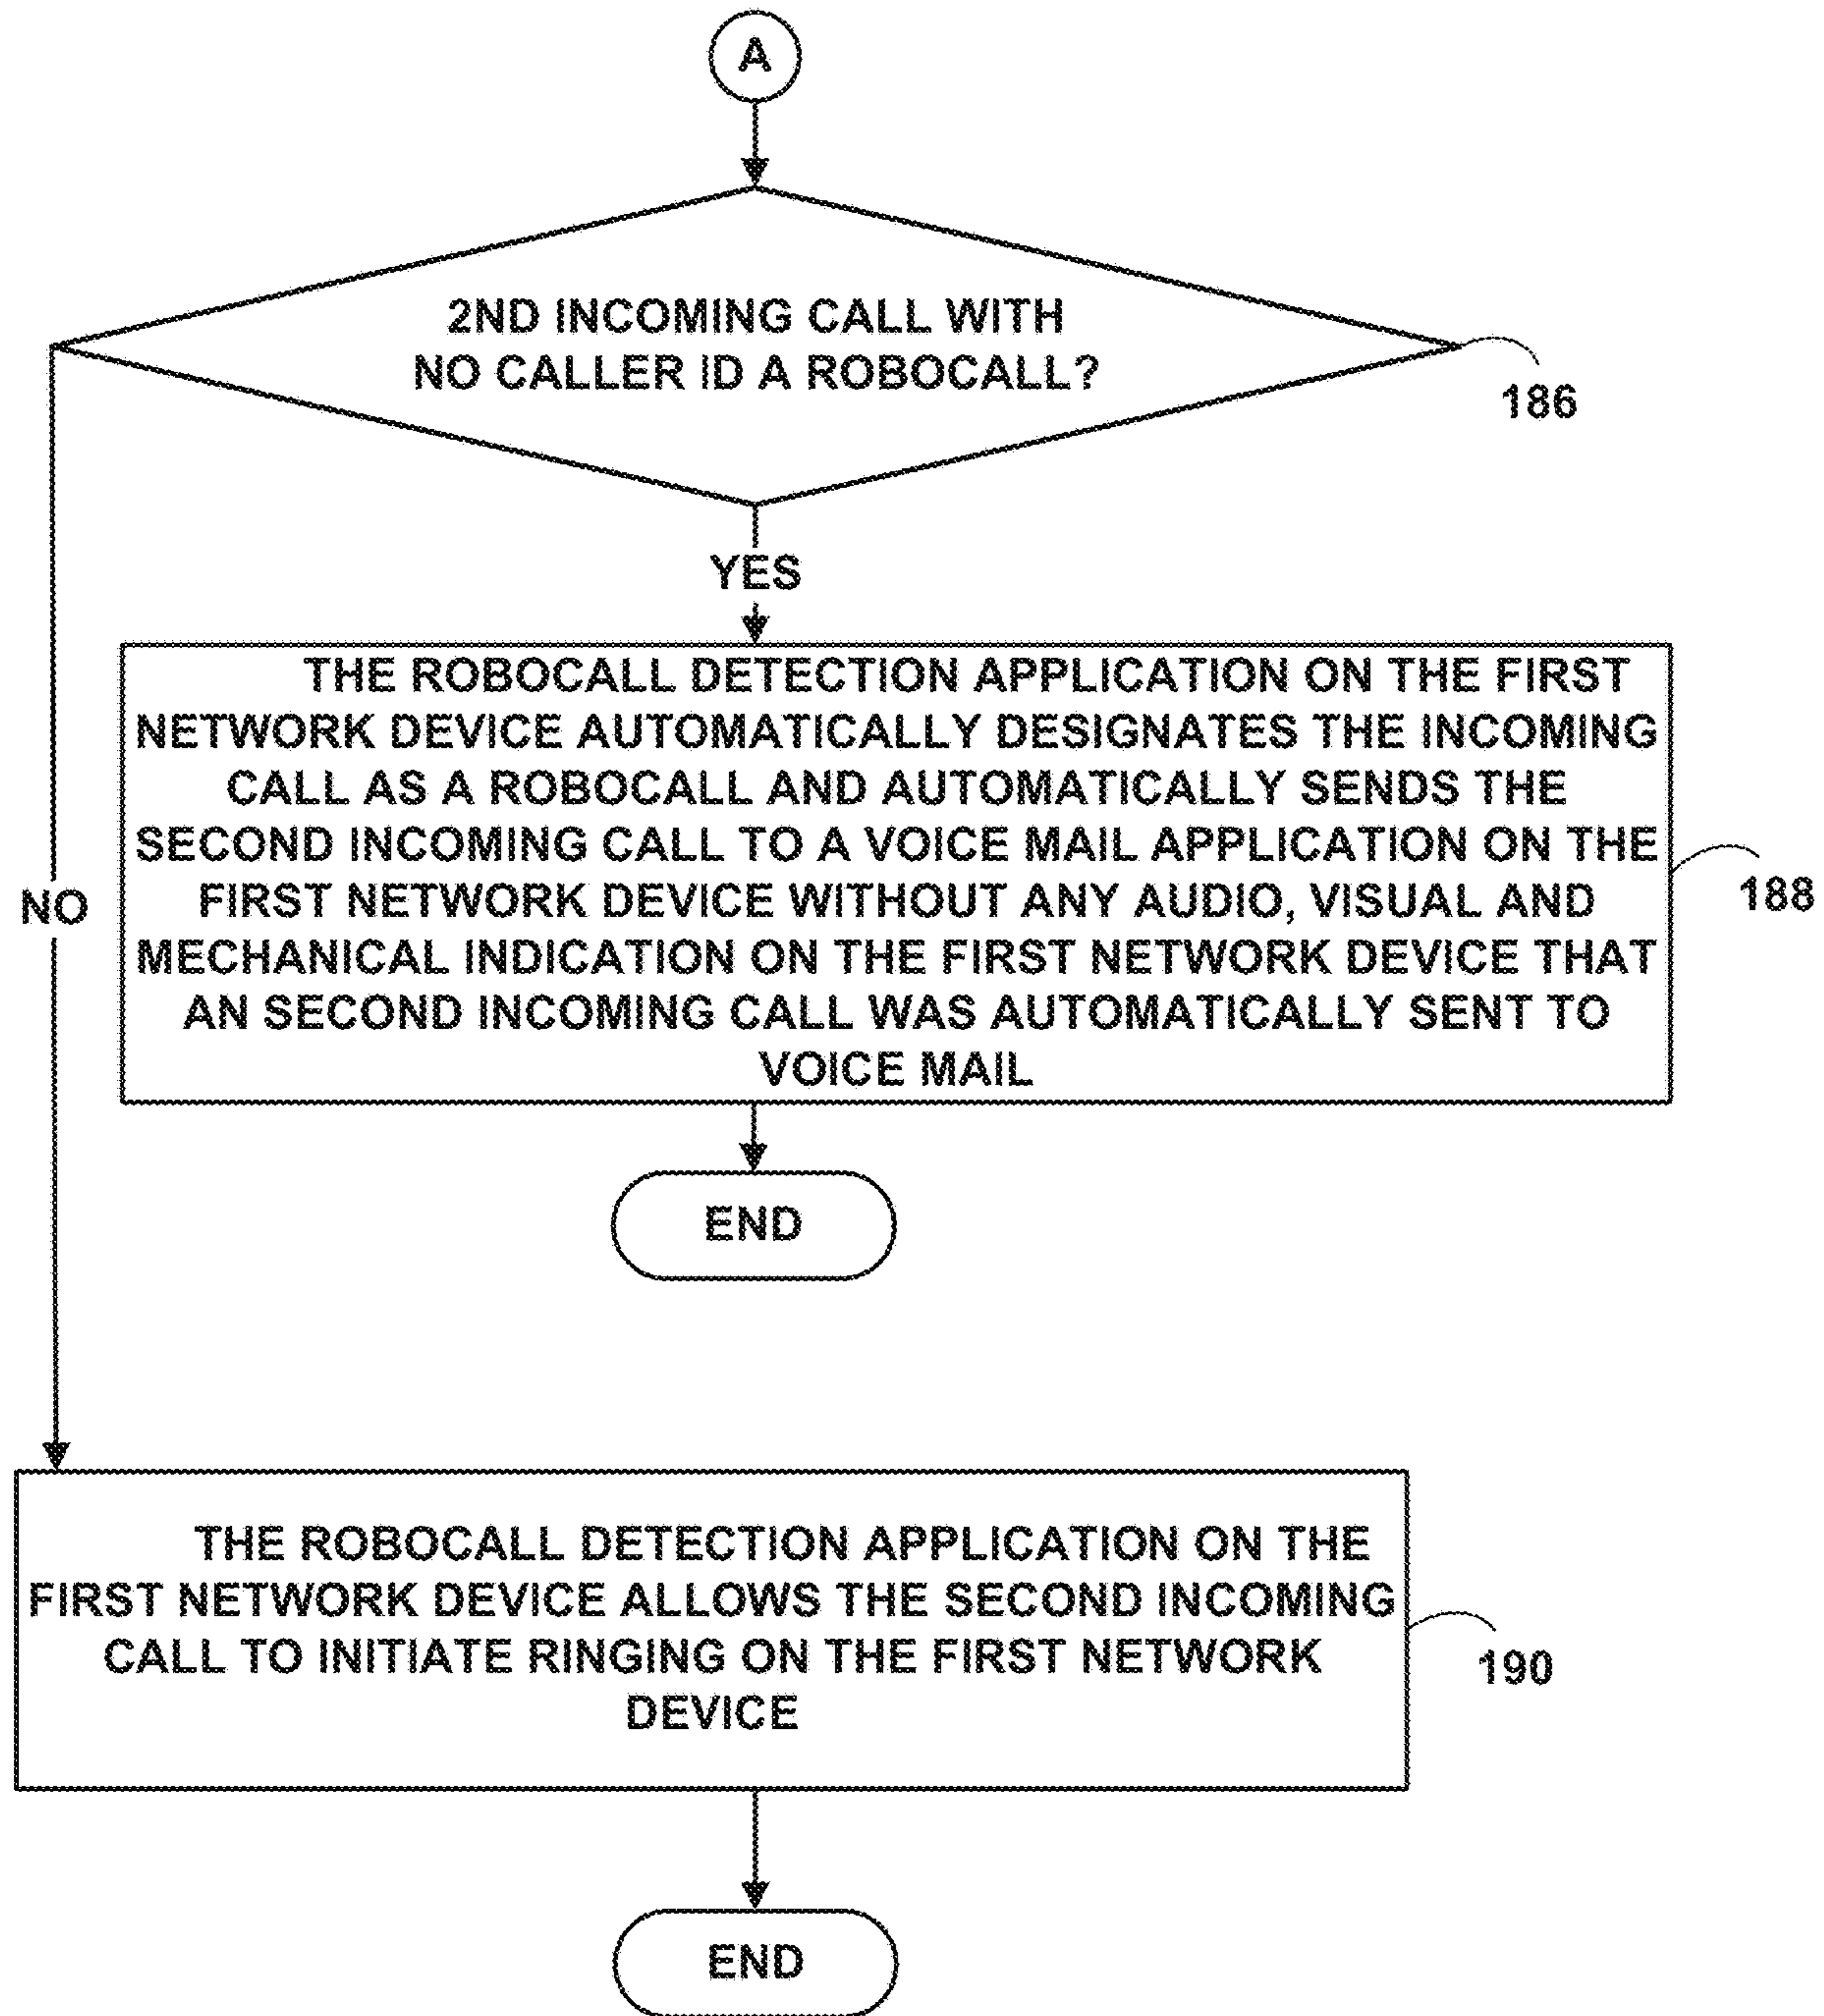 A
2ND INCOMING CALL WITH
NO CALLER ID A ROBOCALL?
186
YES
THE ROBOCALL DETECTION APPLICATION ON THE FIRST
NETWORK DEVICE AUTOMATICALLY DESIGNATES THE INCOMING
CALL AS A ROBOCALL AND AUTOMATICALLY SENDS THE
SECOND INCOMING CALL TO A VOICE MAIL APPLICATION ON THE
FIRST NETWORK DEVICE WITHOUT ANY AUDIO, VISUAL AND
MECHANICAL INDICATION ON THE FIRST NETWORK DEVICE THAT
AN SECOND INCOMING CALL WAS AUTOMATICALLY SENT TO
VOICE MAIL
188
NO
END
THE ROBOCALL DETECTION APPLICATION ON THE
FIRST NETWORK DEVICE ALLOWS THE SECOND INCOMING
CALL TO INITIATE RINGING ON THE FIRST NETWORK
DEVICE
190
END